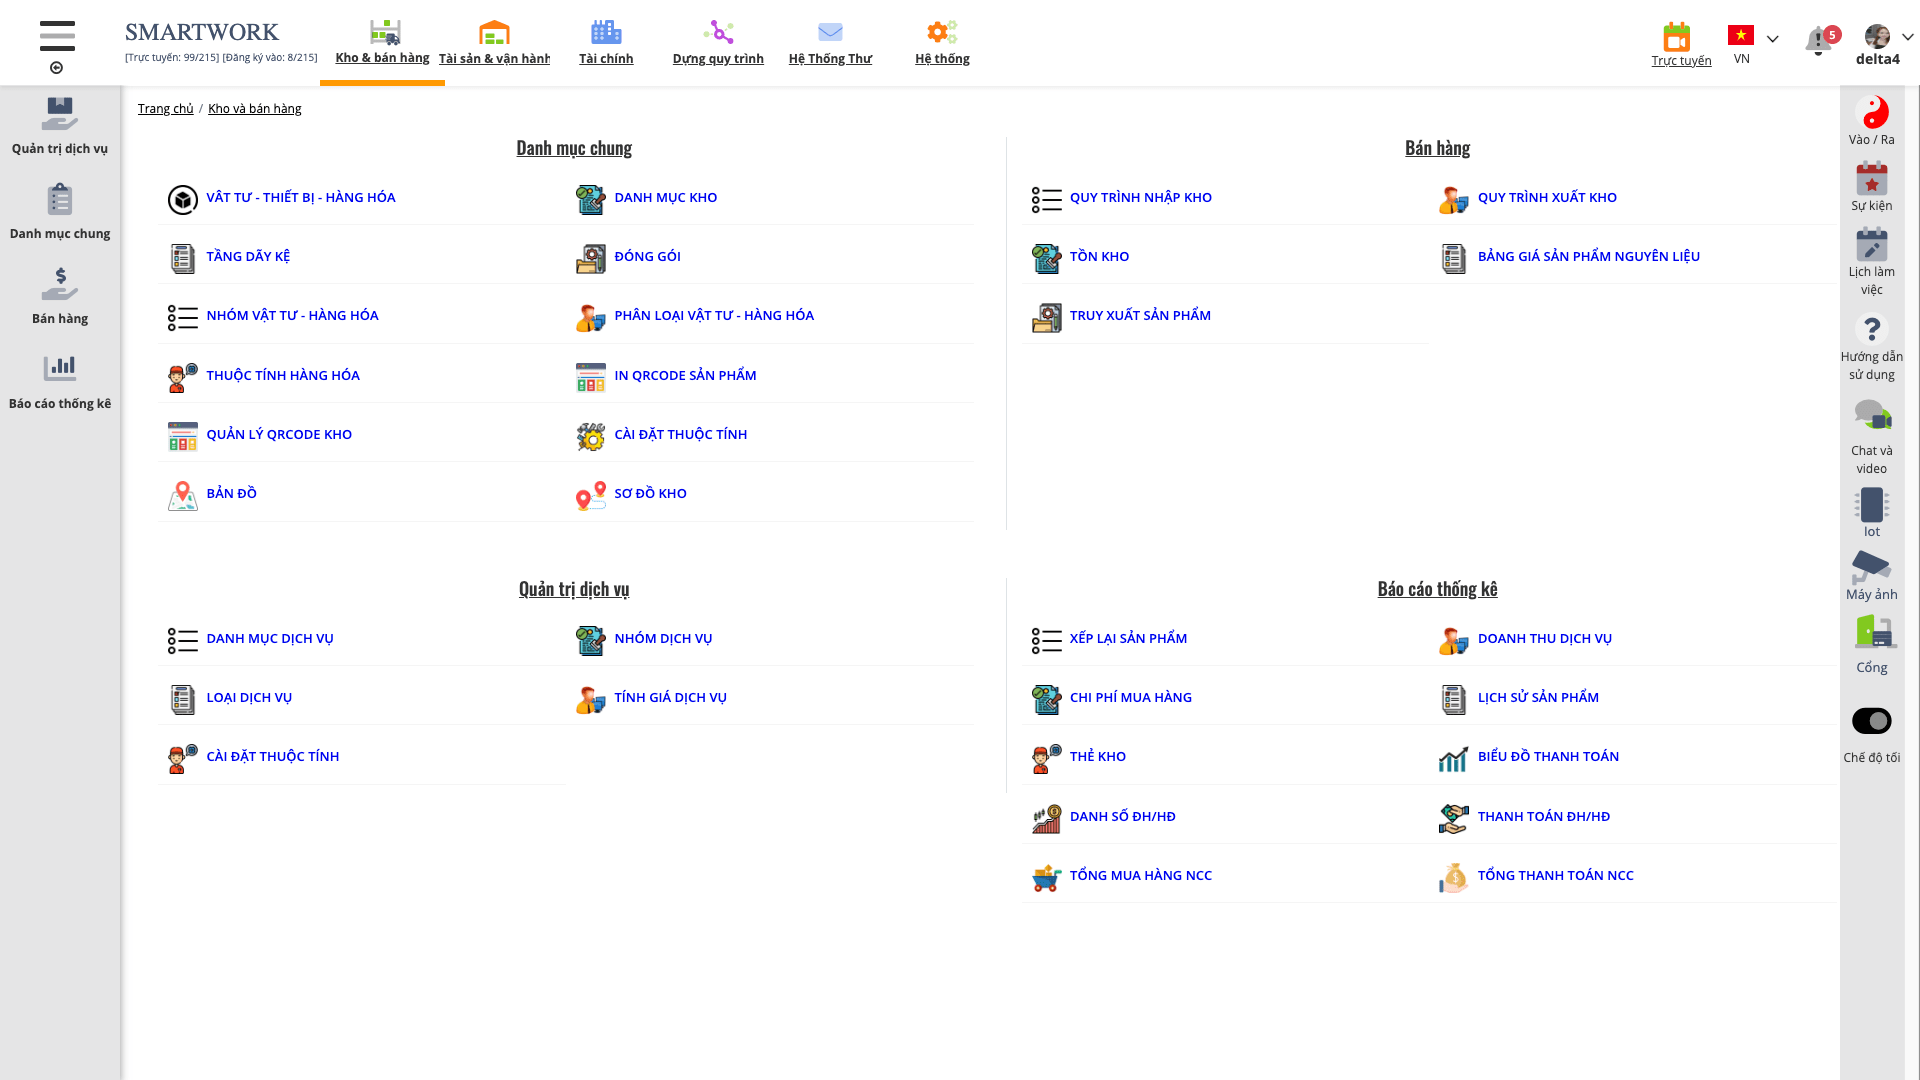 SMARTWORK
[Trực tuyến: 99/215] [Đăng ký vào: 8/215]
Kho & bán hàng
Tài sản & vận hành
Tài chính
Dựng quy trình
Hệ Thống Thư
Hệ thống
Trực tuyến
VN
5
delta4
Quản trị dịch vụ
Danh mục chung
Bán hàng
Báo cáo thống kê
Trang chủ / Kho và bán hàng
Danh mục chung
VẬT TƯ - THIẾT BỊ - HÀNG HÓA
DANH MỤC KHO
TẦNG DÃY KỆ
ĐÓNG GÓI
NHÓM VẬT TƯ - HÀNG HÓA
PHÂN LOẠI VẬT TƯ - HÀNG HÓA
THUỘC TÍNH HÀNG HÓA
IN QRCODE SẢN PHẨM
QUẢN LÝ QRCODE KHO
CÀI ĐẶT THUỘC TÍNH
BẢN ĐỒ
SƠ ĐỒ KHO
Bán hàng
QUY TRÌNH NHẬP KHO
QUY TRÌNH XUẤT KHO
TỒN KHO
BẢNG GIÁ SẢN PHẨM NGUYÊN LIỆU
TRUY XUẤT SẢN PHẨM
Quản trị dịch vụ
DANH MỤC DỊCH VỤ
NHÓM DỊCH VỤ
LOẠI DỊCH VỤ
TÍNH GIÁ DỊCH VỤ
CÀI ĐẶT THUỘC TÍNH
Báo cáo thống kê
XẾP LẠI SẢN PHẨM
DOANH THU DỊCH VỤ
CHI PHÍ MUA HÀNG
LỊCH SỬ SẢN PHẨM
THẺ KHO
BIỂU ĐỒ THANH TOÁN
DANH SỐ ĐH/HĐ
THANH TOÁN ĐH/HĐ
TỔNG MUA HÀNG NCC
TỔNG THANH TOÁN NCC
Vào / Ra
Sự kiện
Lịch làm
việc
Hướng dẫn
sử dụng
Chat và
video
Iot
Máy ảnh
Cổng
Chế độ tối